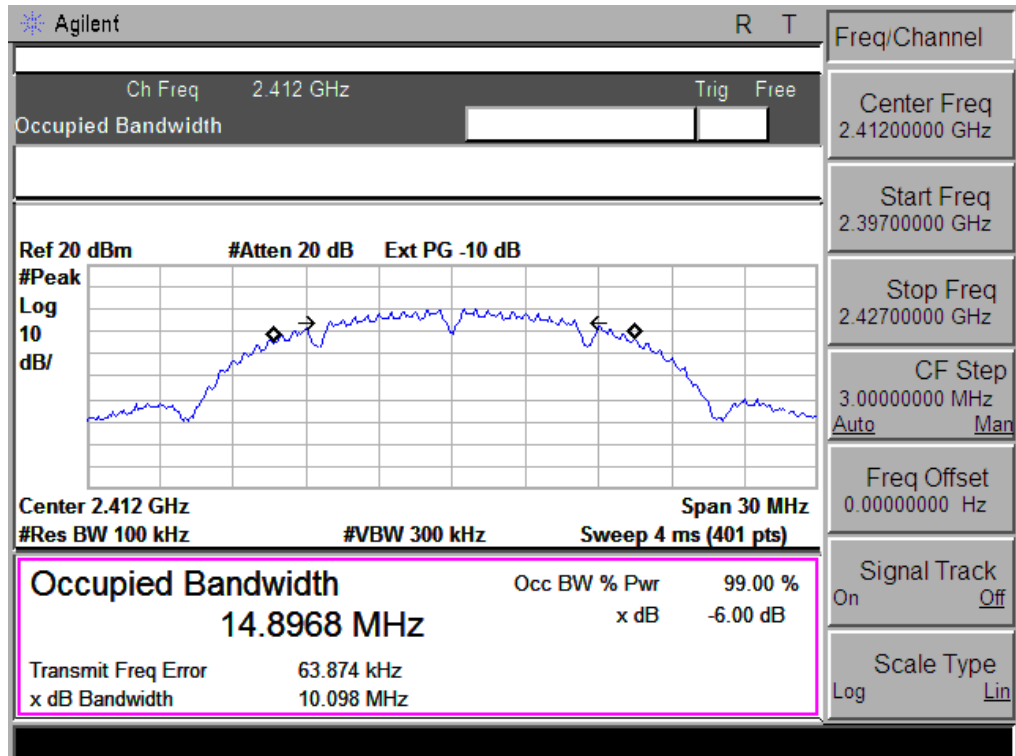 Agilent
R T
Ch Freq 2.412 GHz
Trig Free
Occupied Bandwidth
Ref 20 dBm #Atten 20 dB Ext PG -10 dB
#Peak
Log
10
dB/
Center 2.412 GHz Span 30 MHz
#Res BW 100 kHz #VBW 300 kHz Sweep 4 ms (401 pts)
Occupied Bandwidth
14.8968 MHz
Occ BW % Pwr 99.00 %
x dB -6.00 dB
Transmit Freq Error 63.874 kHz
x dB Bandwidth 10.098 MHz
Freq/Channel
Center Freq
2.41200000 GHz
Start Freq
2.39700000 GHz
Stop Freq
2.42700000 GHz
CF Step
3.00000000 MHz
Auto Man
Freq Offset
0.00000000 Hz
Signal Track
On Off
Scale Type
Log Lin